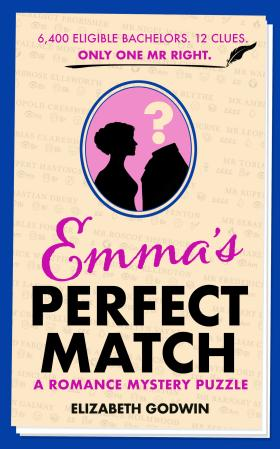 6,400 ELIGIBLE BACHELORS. 12 CLUES.
ONLY ONE MR RIGHT.
?
Emma's
PERFECT
MATCH
A ROMANCE MYSTERY PUZZLE
ELIZABETH GODWIN